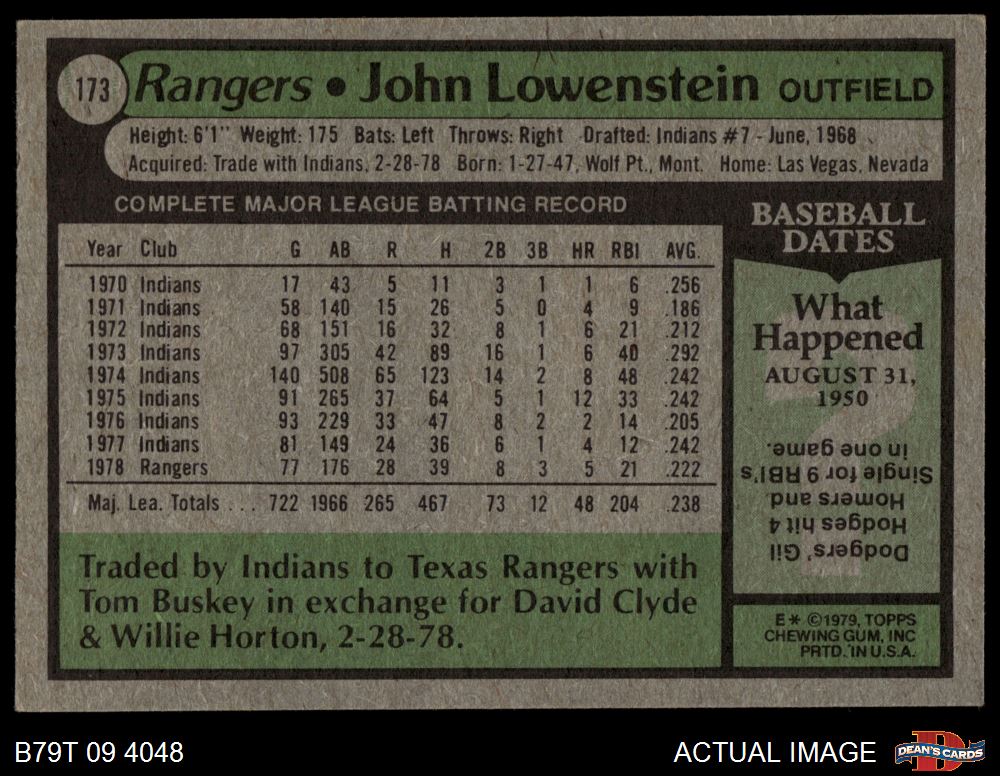 173 Rangers • John Lowenstein OUTFIELD
Height: 6'1" Weight: 175 Bats: Left Throws: Right Drafted: Indians #7 - June, 1968
Acquired: Trade with Indians, 2-28-78 Born: 1-27-47, Wolf Pt., Mont. Home: Las Vegas, Nevada
COMPLETE MAJOR LEAGUE BATTING RECORD
Year Club G AB R H 2B 3B HR RBI AVG.
1970 Indians 17 43 5 11 3 1 1 6 .256
1971 Indians 58 140 15 26 5 0 4 9 .186
1972 Indians 68 151 16 32 8 1 6 21 .212
1973 Indians 97 305 42 89 16 1 6 40 .292
1974 Indians 140 508 65 123 14 2 8 48 .242
1975 Indians 91 265 37 64 5 1 12 33 .242
1976 Indians 93 229 33 47 8 2 2 14 .205
1977 Indians 81 149 24 36 6 1 4 12 .242
1978 Rangers 77 176 28 39 8 3 5 21 .222
Maj. Lea. Totals . . . 722 1966 265 467 73 12 48 204 .238
Traded by Indians to Texas Rangers with
Tom Buskey in exchange for David Clyde
& Willie Horton, 2-28-78.
BASEBALL
DATES
What
Happened
AUGUST 31,
1950
Dodgers' Gil
Hodges hit 4
Homers and
Single for 9 RBI's
in one game.
E * ©1979, TOPPS
CHEWING GUM, INC
PRTD. IN U.S.A.
B79T 09 4048
ACTUAL IMAGE
DEAN'S CARDS